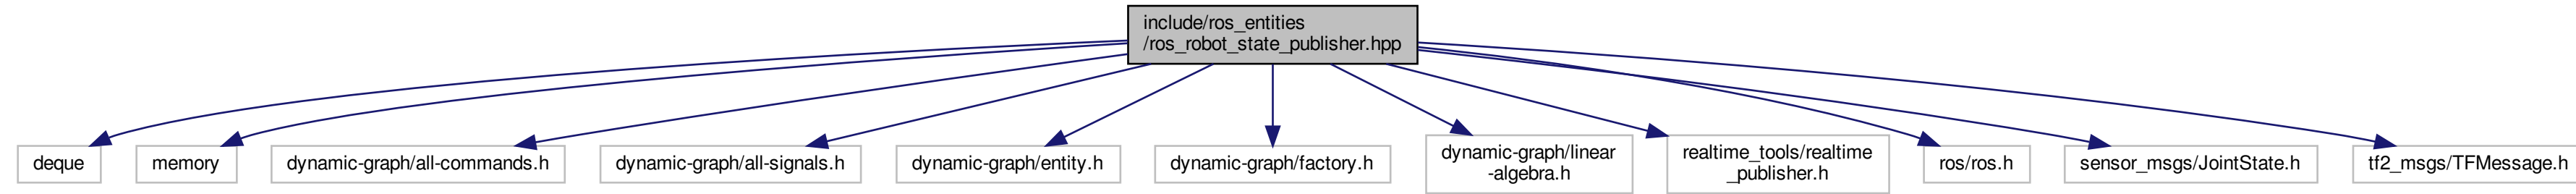 include/ros_entities
/ros_robot_state_publisher.hpp
deque
memory
dynamic-graph/all-commands.h
dynamic-graph/all-signals.h
dynamic-graph/entity.h
dynamic-graph/factory.h
dynamic-graph/linear
-algebra.h
realtime_tools/realtime
_publisher.h
ros/ros.h
sensor_msgs/JointState.h
tf2_msgs/TFMessage.h